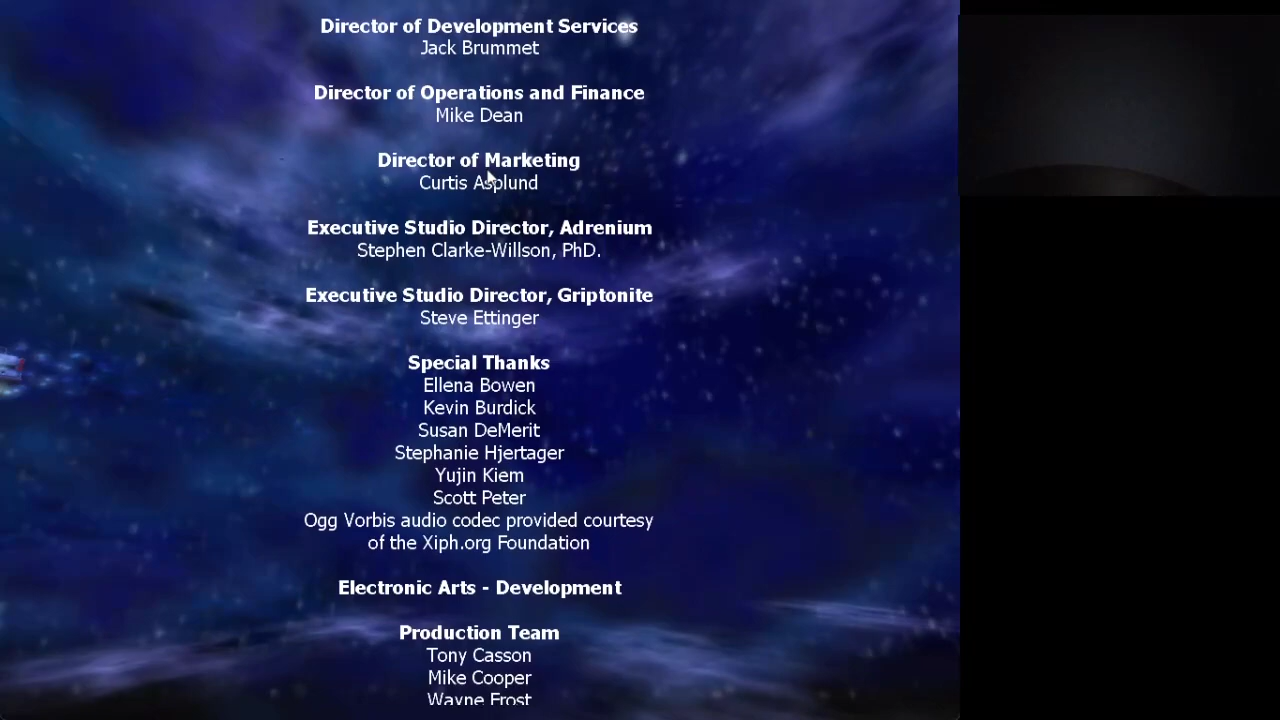 Director of Development Services
Jack Brummet
Director of Operations and Finance
Mike Dean
Director of Marketing
Curtis Asplund
Executive Studio Director, Adrenium
Stephen Clarke-Willson, PhD.
Executive Studio Director, Griptonite
Steve Ettinger
Special Thanks
Ellena Bowen
Kevin Burdick
Susan DeMerit
Stephanie Hjertager
Yujin Kiem
Scott Peter
Ogg Vorbis audio codec provided courtesy
of the Xiph.org Foundation
Electronic Arts - Development
Production Team
Tony Casson
Mike Cooper
Wayne Frost